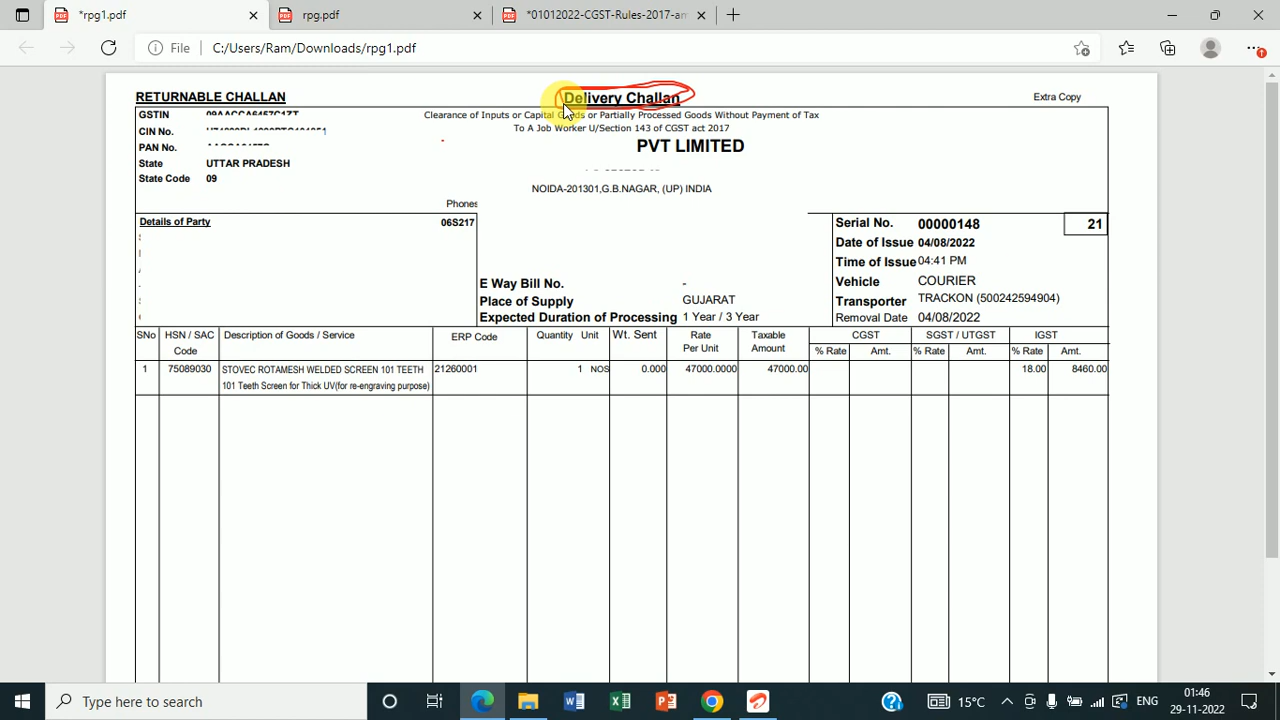 *rpg1.pdf
rpg.pdf
*01012022-CGST-Rules-2017-an
File C:/Users/Ram/Downloads/rpg1.pdf
RETURNABLE CHALLAN
Delivery Challan
Extra Copy
GSTIN
Clearance of Inputs or Capital Goods or Partially Processed Goods Without Payment of Tax
CIN No.
To A Job Worker U/Section 143 of CGST act 2017
PAN No.
PVT LIMITED
State UTTAR PRADESH
State Code 09
NOIDA-201301,G.B.NAGAR, (UP) INDIA
Phones
Details of Party 06S217
Serial No. 00000148 21
Date of Issue 04/08/2022
Time of Issue 04:41 PM
E Way Bill No. -
Vehicle COURIER
Place of Supply GUJARAT
Transporter TRACKON (500242594904)
Expected Duration of Processing 1 Year / 3 Year
Removal Date 04/08/2022
SNo HSN / SAC Code Description of Goods / Service ERP Code Quantity Unit Wt. Sent Rate Per Unit Taxable Amount CGST SGST / UTGST IGST
% Rate Amt. % Rate Amt. % Rate Amt.
1 75089030 STOVEC ROTAMESH WELDED SCREEN 101 TEETH 21260001 1 NOS 0.000 47000.0000 47000.00 18.00 8460.00
101 Teeth Screen for Thick UV(for re-engraving purpose)
Type here to search
15°C
ENG
01:46
29-11-2022